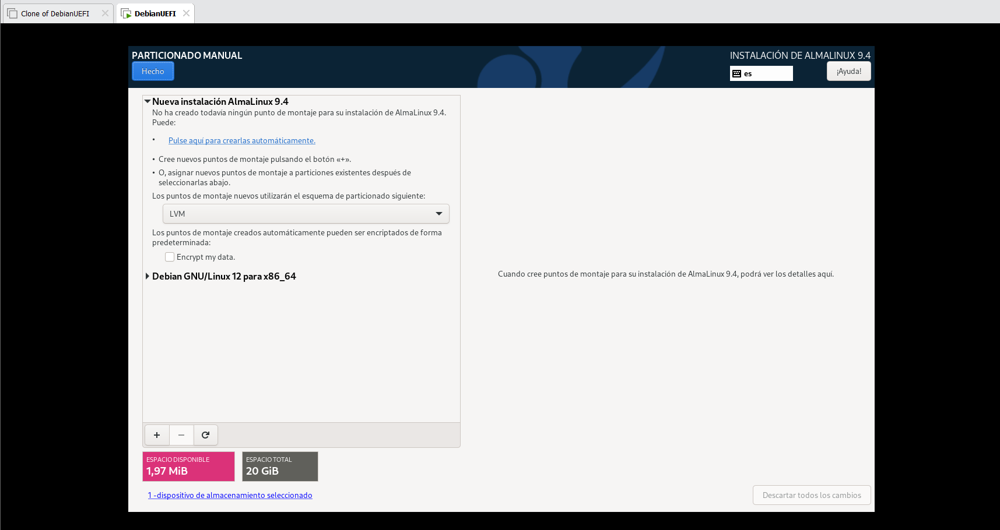 Clone of DebianUEFI
DebianUEFI
PARTICIONADO MANUAL
INSTALACIÓN DE ALMALINUX 9.4
Hecho
es
¡Ayuda!
Nueva instalación AlmaLinux 9.4
No ha creado todavía ningún punto de montaje para su instalación de AlmaLinux 9.4.
Puede:
• Pulse aquí para crearlas automáticamente.
• Cree nuevos puntos de montaje pulsando el botón «+».
• O, asignar nuevos puntos de montaje a particiones existentes después de
seleccionarlas abajo.
Los puntos de montaje nuevos utilizarán el esquema de particionado siguiente:
LVM
Los puntos de montaje creados automáticamente pueden ser encriptados de forma
predeterminada:
Encrypt my data.
Debian GNU/Linux 12 para x86_64
Cuando cree puntos de montaje para su instalación de AlmaLinux 9.4, podrá ver los detalles aquí.
ESPACIO DISPONIBLE
1,97 MiB
ESPACIO TOTAL
20 GiB
1 -dispositivo de almacenamiento seleccionado
Descartar todos los cambios